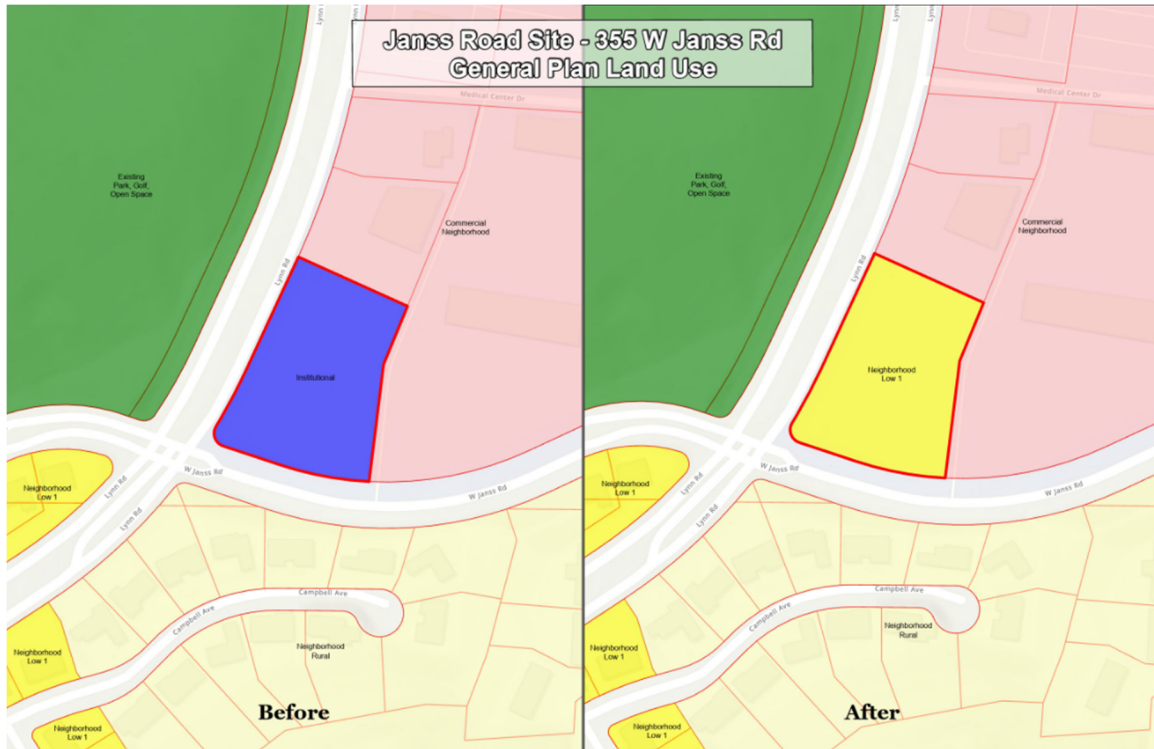 Janss Road Site - 355 W Janss Rd
General Plan Land Use
Lynn
Medical Center Dr
Existing
Park, Golf,
Open Space
Commercial
Neighborhood
Lynn Rd
Institutional
W Janss Rd
Neighborhood
Low 1
Lynn Rd
Lynn Rd
W Janss Rd
Campbell Ave
Campbell Ave
Neighborhood
Rural
Neighborhood
Low 1
Neighborhood
Low 1
Before
Lynn
Lynn
Medical Center Dr
Existing
Park, Golf,
Open Space
Commercial
Neighborhood
Lynn Rd
Neighborhood
Low 1
W Janss Rd
Neighborhood
Low 1
Lynn Rd
Lynn Rd
W Janss Rd
Campbell Ave
Campbell Ave
Neighborhood
Rural
Neighborhood
Low 1
Neighborhood
Low 1
After